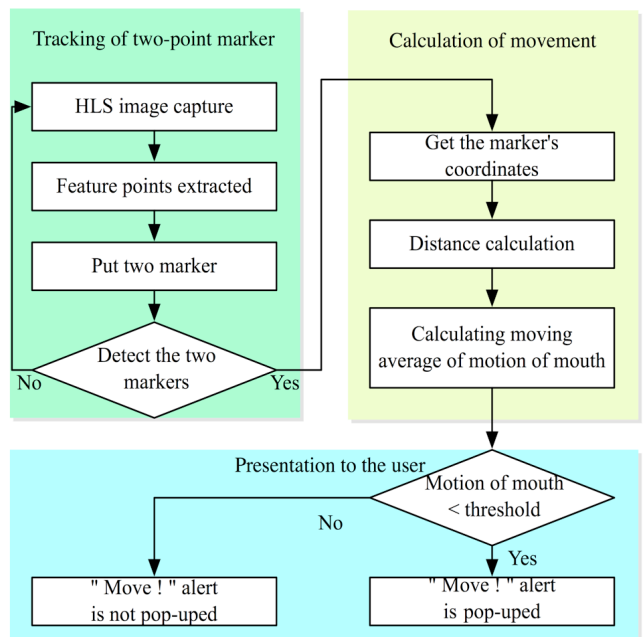 Tracking of two-point marker
HLS image capture
Feature points extracted
Put two marker
Detect the two
markers
No
Yes
Calculation of movement
Get the marker's
coordinates
Distance calculation
Calculating moving
average of motion of mouth
Presentation to the user
Motion of mouth
< threshold
No
Yes
" Move ! " alert
is not pop-uped
" Move ! " alert
is pop-uped